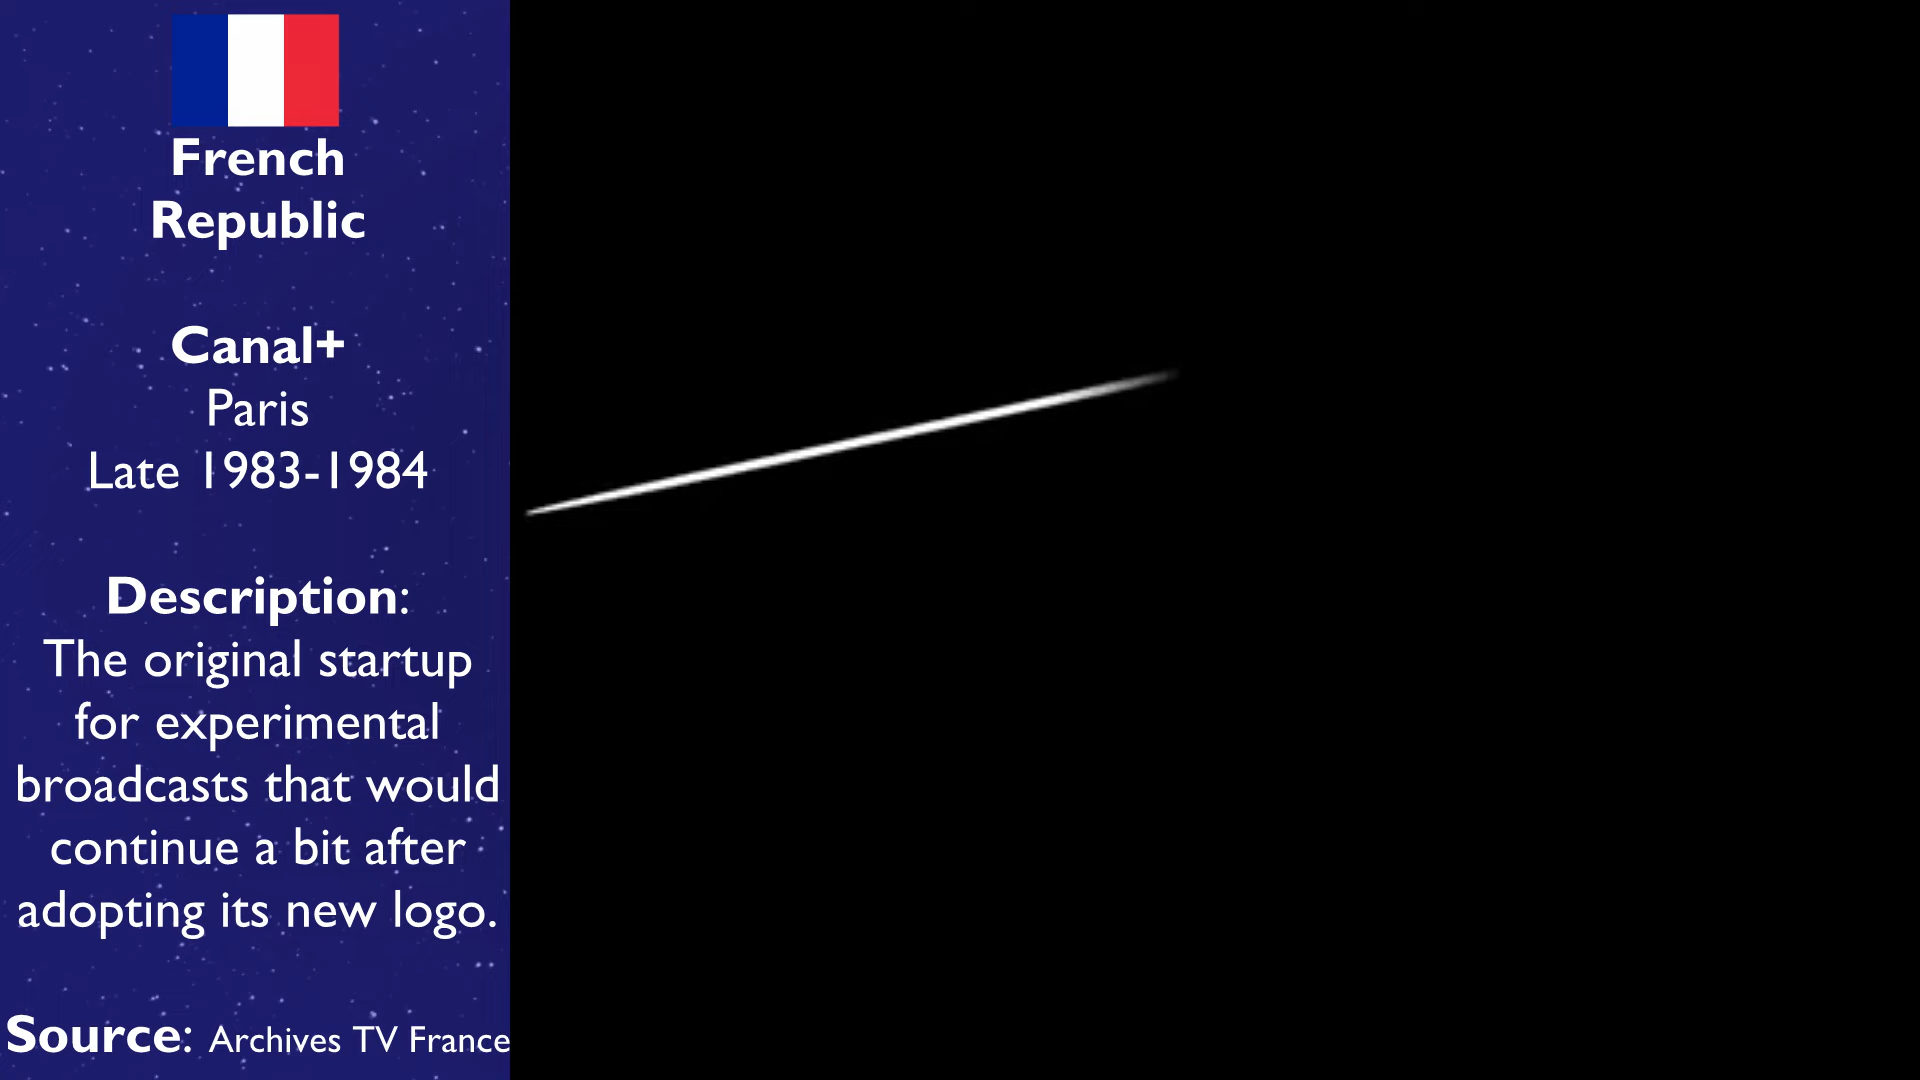 French
Republic
Canal+
Paris
Late 1983-1984
Description:
The original startup
for experimental
broadcasts that would
continue a bit after
adopting its new logo.
Source: Archives TV France